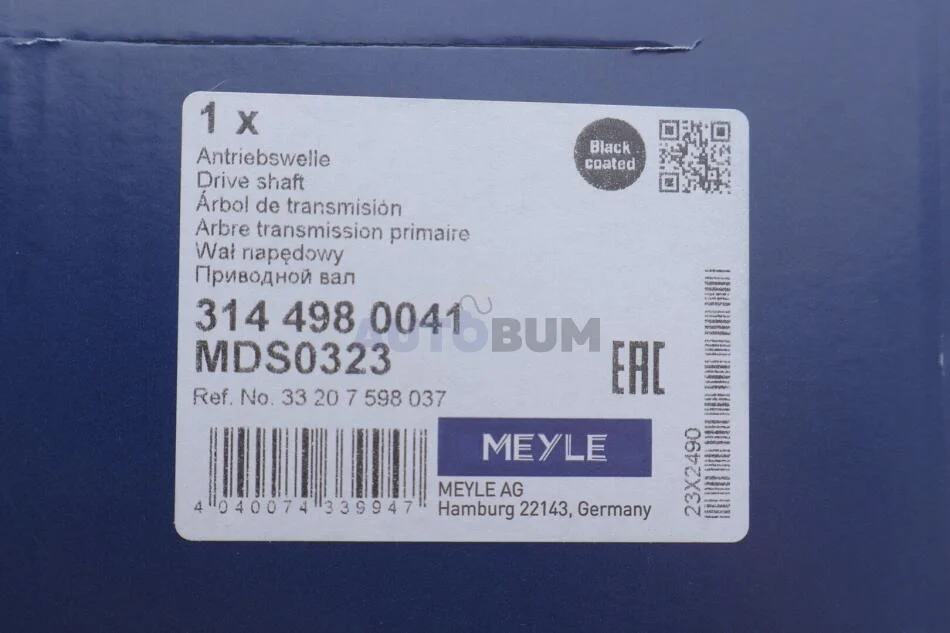 1 x
Antriebswelle
Drive shaft
Árbol de transmisión
Arbre transmission primaire
Wał napędowy
Приводной вал
314 498 0041
MDS0323
Ref. No. 33 20 7 598 037
Black
coated
AUTOBUM
EAC
23X2490
MEYLE
MEYLE AG
Hamburg 22143, Germany
4 040074 339947